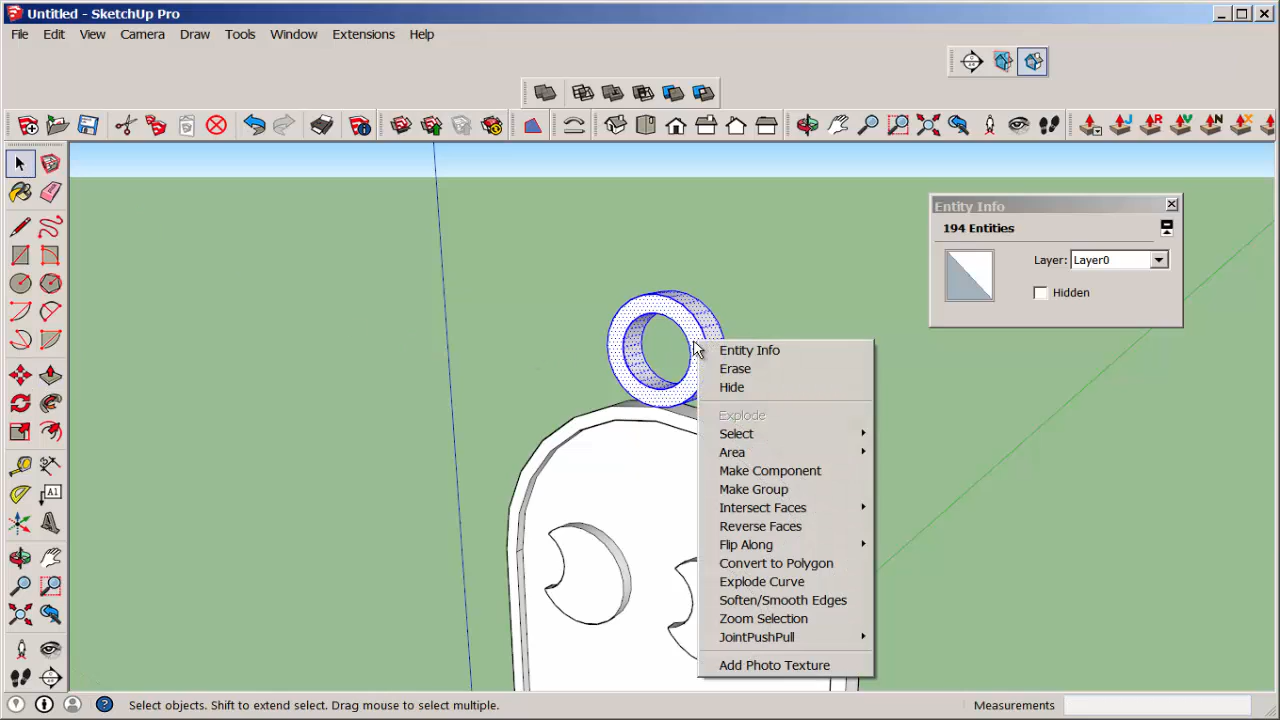 Untitled - SketchUp Pro
File Edit View Camera Draw Tools Window Extensions Help
Entity Info
194 Entities
Layer: Layer0
Hidden
Entity Info
Erase
Hide
Explode
Select
Area
Make Component
Make Group
Intersect Faces
Reverse Faces
Flip Along
Convert to Polygon
Explode Curve
Soften/Smooth Edges
Zoom Selection
JointPushPull
Add Photo Texture
J R V N X
A1
Select objects. Shift to extend select. Drag mouse to select multiple. Measurements